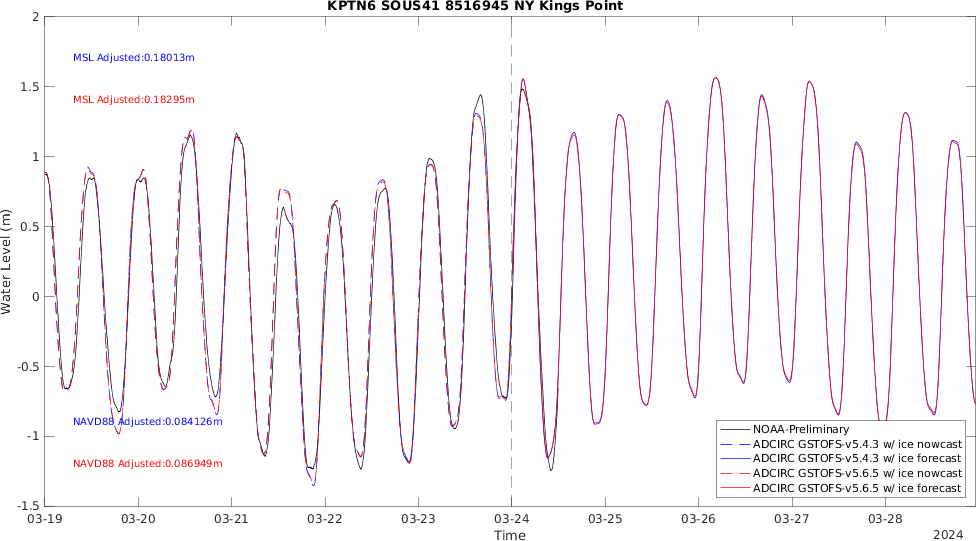 KPTN6 SOUS41 8516945 NY Kings Point
2
1.5
1
0.5
0
-0.5
-1
-1.5
Water Level (m)
MSL Adjusted:0.18013m
MSL Adjusted:0.18295m
NAVD88 Adjusted:0.084126m
NAVD88 Adjusted:0.086949m
NOAA-Preliminary
ADCIRC GSTOFS-v5.4.3 w/ ice nowcast
ADCIRC GSTOFS-v5.4.3 w/ ice forecast
ADCIRC GSTOFS-v5.6.5 w/ ice nowcast
ADCIRC GSTOFS-v5.6.5 w/ ice forecast
03-19 03-20 03-21 03-22 03-23 03-24 03-25 03-26 03-27 03-28
Time
2024